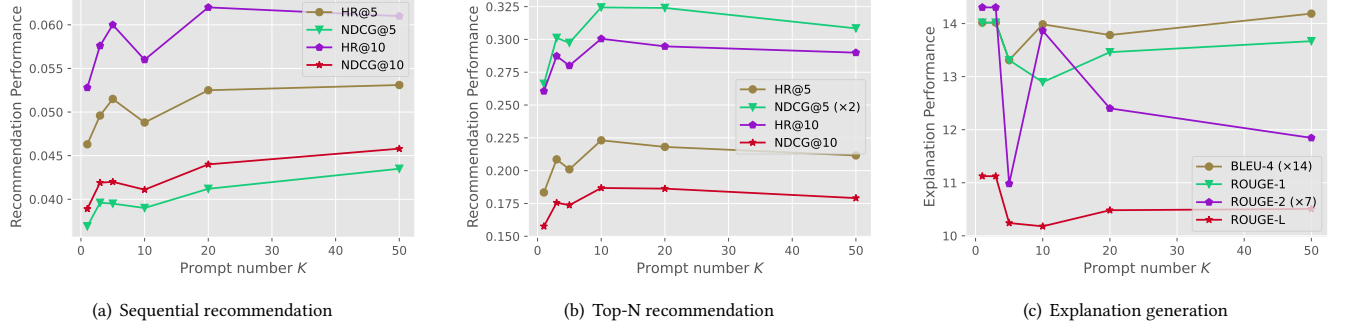 Recommendation Performance
0.060
0.055
0.050
0.045
0.040
HR@5
NDCG@5
HR@10
NDCG@10
0 10 20 30 40 50
Prompt number K
(a) Sequential recommendation
Recommendation Performance
0.325
0.300
0.275
0.250
0.225
0.200
0.175
0.150
HR@5
NDCG@5 (×2)
HR@10
NDCG@10
0 10 20 30 40 50
Prompt number K
(b) Top-N recommendation
Explanation Performance
14
13
12
11
10
BLEU-4 (×14)
ROUGE-1
ROUGE-2 (×7)
ROUGE-L
0 10 20 30 40 50
Prompt number K
(c) Explanation generation